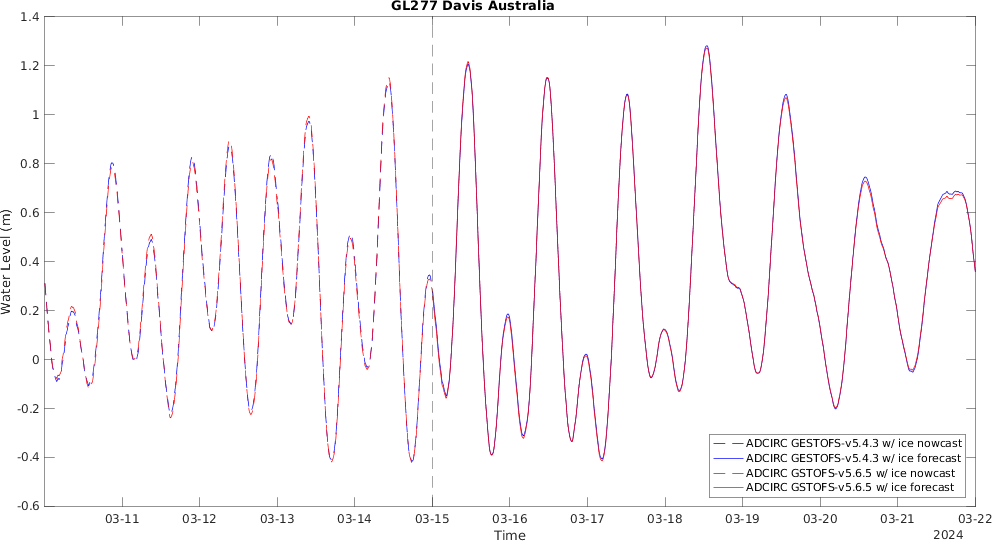 GL277 Davis Australia
1.4
1.2
1
0.8
0.6
0.4
0.2
0
-0.2
-0.4
-0.6
Water Level (m)
ADCIRC GESTOFS-v5.4.3 w/ ice nowcast
ADCIRC GESTOFS-v5.4.3 w/ ice forecast
ADCIRC GSTOFS-v5.6.5 w/ ice nowcast
ADCIRC GSTOFS-v5.6.5 w/ ice forecast
03-11 03-12 03-13 03-14 03-15 03-16 03-17 03-18 03-19 03-20 03-21 03-22
Time
2024